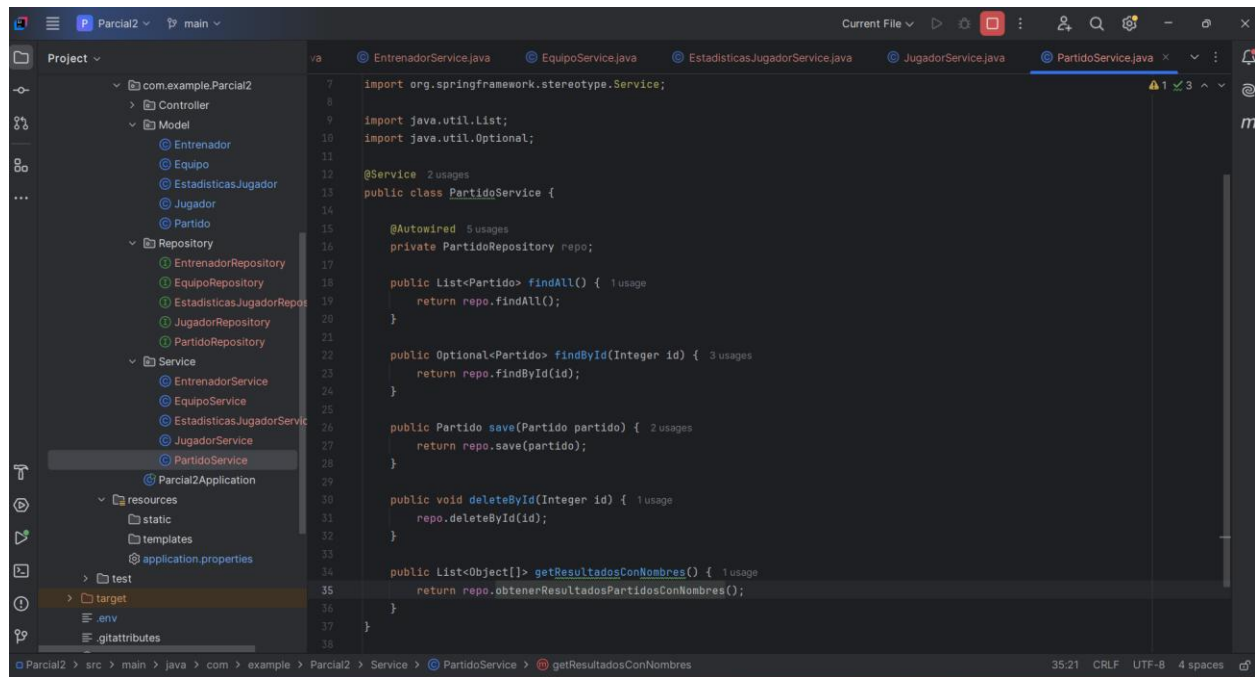 P Parcial2 main Current File
Project
va EntrenadorService.java EquipoService.java EstadisticasJugadorService.java JugadorService.java PartidoService.java
com.example.Parcial2
Controller
Model
Entrenador
Equipo
EstadisticasJugador
Jugador
Partido
Repository
EntrenadorRepository
EquipoRepository
EstadisticasJugadorRepos
JugadorRepository
PartidoRepository
Service
EntrenadorService
EquipoService
EstadisticasJugadorServic
JugadorService
PartidoService
Parcial2Application
resources
static
templates
application.properties
test
target
.env
.gitattributes
1 3
7 import org.springframework.stereotype.Service;
8
9 import java.util.List;
10 import java.util.Optional;
11
12 @Service 2 usages
13 public class PartidoService {
14
15 @Autowired 5 usages
16 private PartidoRepository repo;
17
18 public List<Partido> findAll() { 1 usage
19 return repo.findAll();
20 }
21
22 public Optional<Partido> findById(Integer id) { 3 usages
23 return repo.findById(id);
24 }
25
26 public Partido save(Partido partido) { 2 usages
27 return repo.save(partido);
28 }
29
30 public void deleteById(Integer id) { 1 usage
31 repo.deleteById(id);
32 }
33
34 public List<Object[]> getResultadosConNombres() { 1 usage
35 return repo.obtenerResultadosPartidosConNombres();
36 }
37 }
38
m
Parcial2 > src > main > java > com > example > Parcial2 > Service > PartidoService > getResultadosConNombres 35:21 CRLF UTF-8 4 spaces